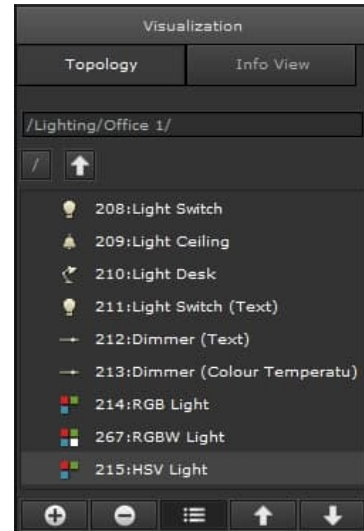 Visualization
Topology
Info View
/Lighting/Office 1/
/
208:Light Switch
209:Light Ceiling
210:Light Desk
211:Light Switch (Text)
212:Dimmer (Text)
213:Dimmer (Colour Temperatu)
214:RGB Light
267:RGBW Light
215:HSV Light